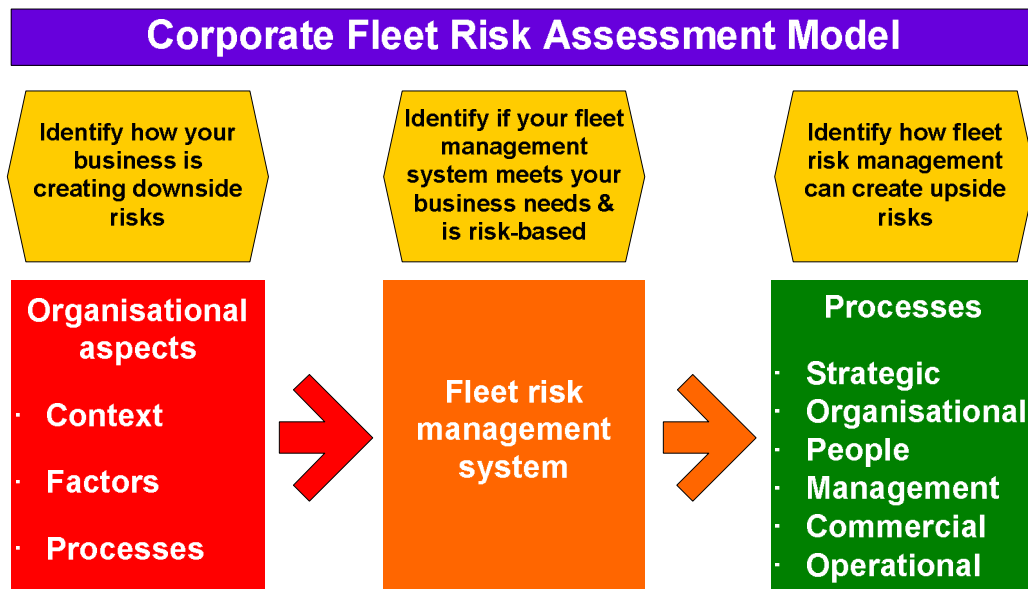 Corporate Fleet Risk Assessment Model
Identify how your
business is
creating downside
risks
Identify if your fleet
management
system meets your
business needs &
is risk-based
Identify how fleet
risk management
can create upside
risks
Organisational
aspects
· Context
· Factors
· Processes
Fleet risk
management
system
Processes
· Strategic
· Organisational
· People
· Management
· Commercial
· Operational